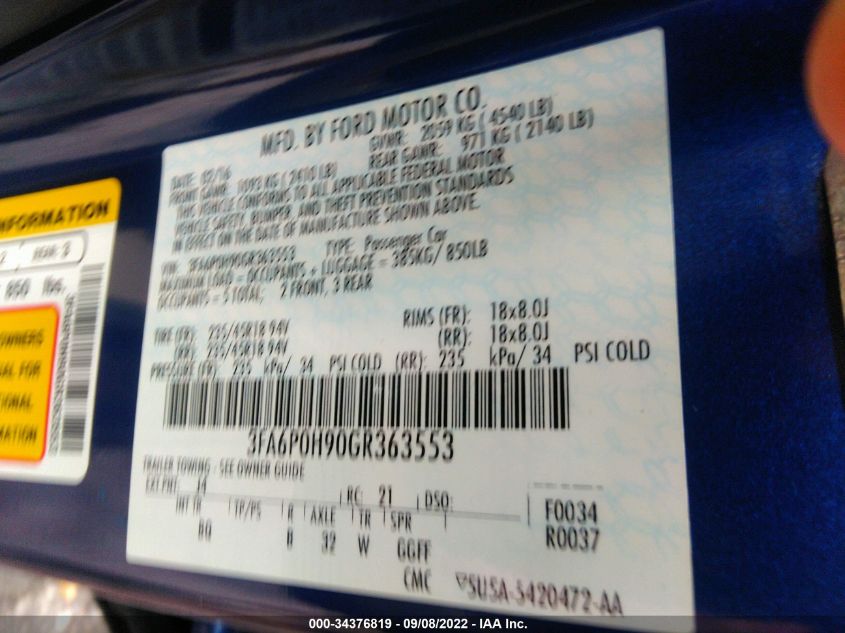 MFD. BY FORD MOTOR CO.
DATE: 02/16 GVWR: 2059 KG ( 4540 LB)
FRONT GAWR: 1093 KG ( 2410 LB) REAR GAWR: 971 KG ( 2140 LB)
THIS VEHICLE CONFORMS TO ALL APPLICABLE FEDERAL MOTOR
VEHICLE SAFETY, BUMPER, AND THEFT PREVENTION STANDARDS
IN EFFECT ON THE DATE OF MANUFACTURE SHOWN ABOVE.
VIN: 3FA6P0H90GR363553 TYPE: Passenger Car
MAXIMUM LOAD = OCCUPANTS + LUGGAGE = 385KG/ 850LB
OCCUPANTS = 5 TOTAL; 2 FRONT, 3 REAR
TIRE (FR): 235/45R18 94V RIMS (FR): 18x8.0J
(RR): 235/45R18 94V (RR): 18x8.0J
PRESSURE (FR): 235 kPa/ 34 PSI COLD (RR): 235 kPa/ 34 PSI COLD
3FA6P0H90GR363553
TRAILER TOWING - SEE OWNER GUIDE
EXT PNT: J4 RC: 21 DSO:
INT TR TP/PS R AXLE TR SPR F0034
BQ B 32 W GGFF R0037
CMC ▽SU5A-5420472-AA
INFORMATION
850 lbs.
OWNERS
UAL FOR
TIONAL
MATION
000-34376819 - 09/08/2022 - IAA Inc.